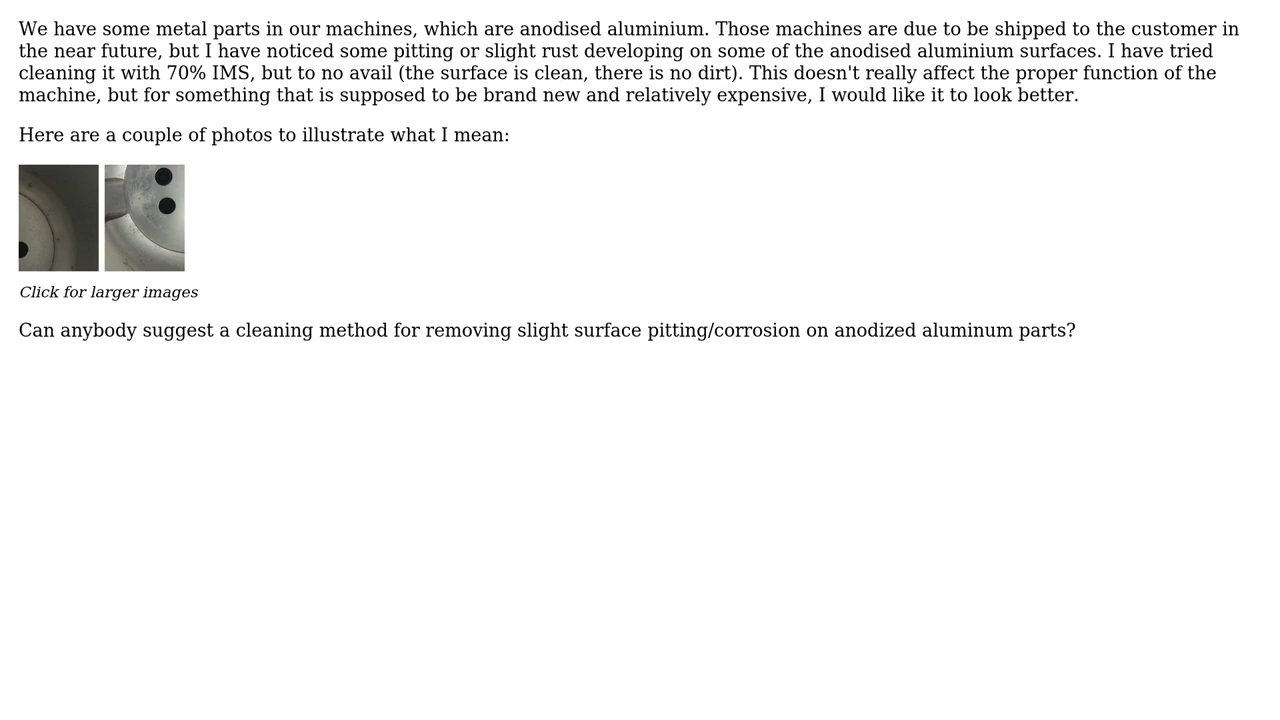 We have some metal parts in our machines, which are anodised aluminium. Those machines are due to be shipped to the customer in
the near future, but I have noticed some pitting or slight rust developing on some of the anodised aluminium surfaces. I have tried
cleaning it with 70% IMS, but to no avail (the surface is clean, there is no dirt). This doesn't really affect the proper function of the
machine, but for something that is supposed to be brand new and relatively expensive, I would like it to look better.
Here are a couple of photos to illustrate what I mean:
Click for larger images
Can anybody suggest a cleaning method for removing slight surface pitting/corrosion on anodized aluminum parts?